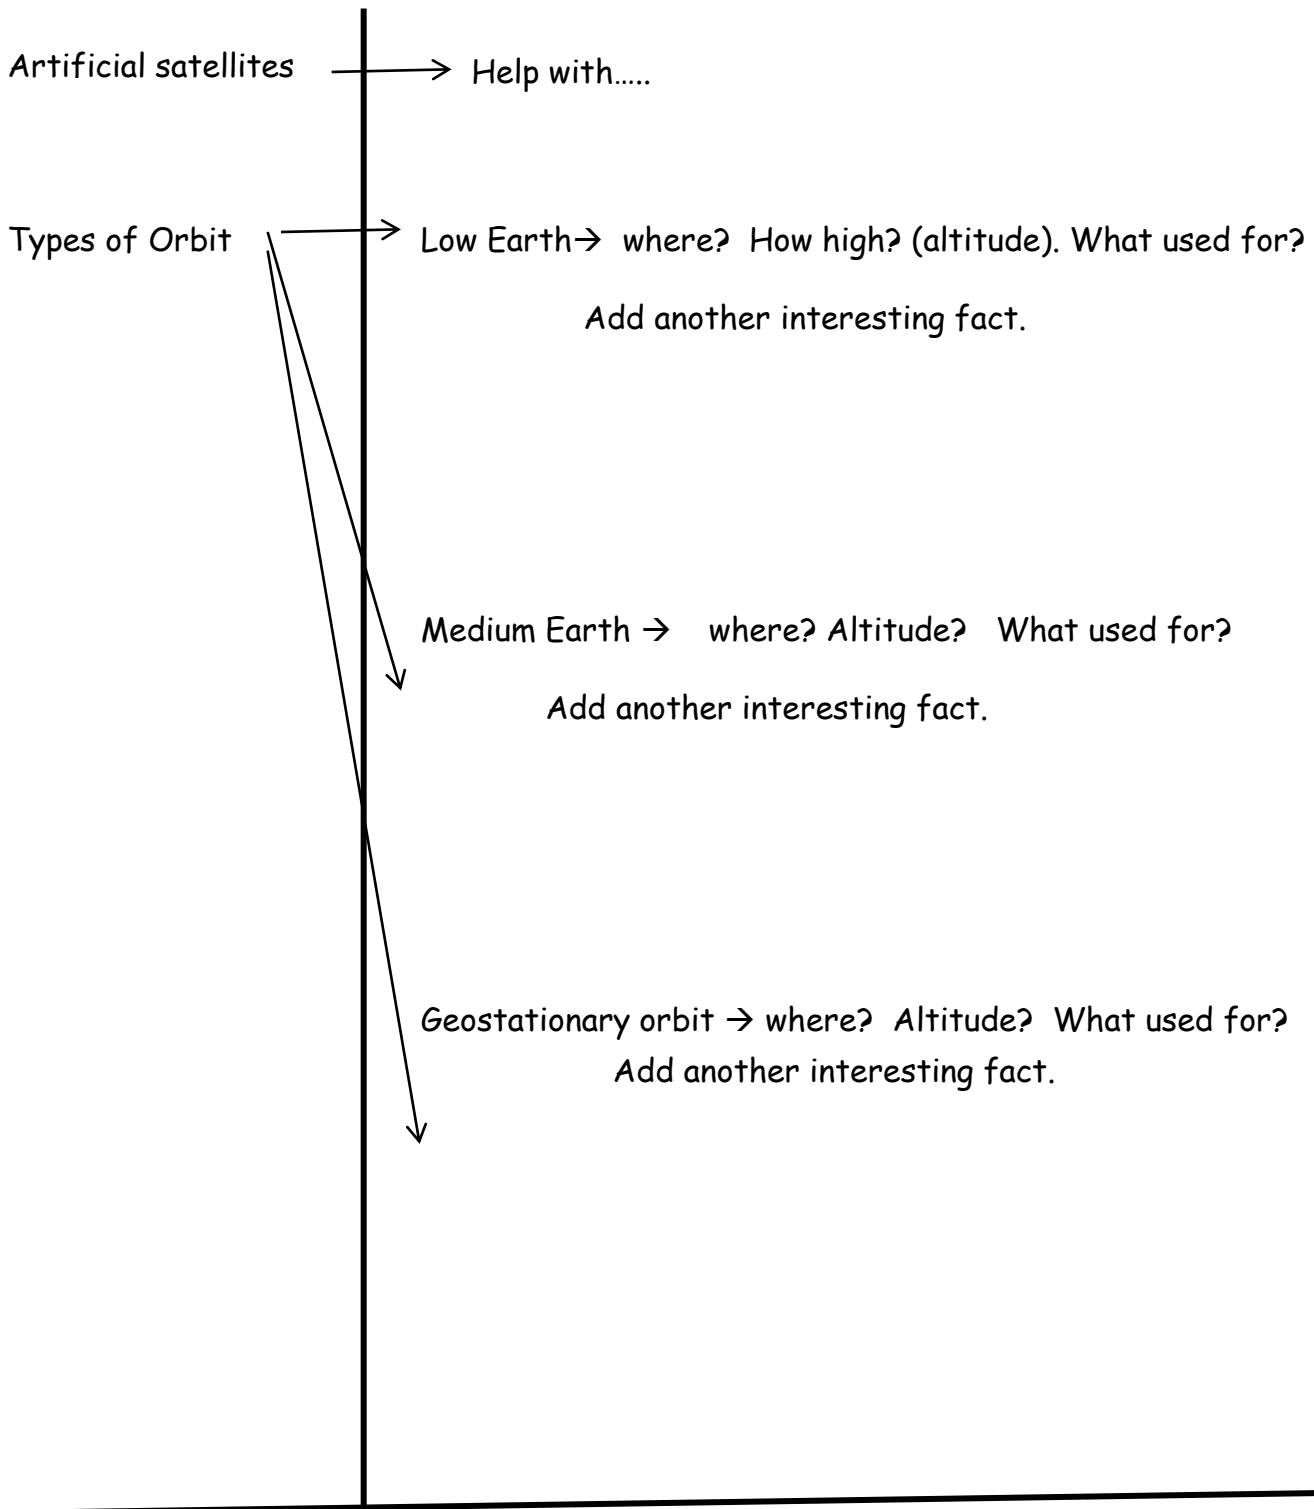 Artificial satellites → Help with…..
Types of Orbit → Low Earth→ where? How high? (altitude). What used for?
Add another interesting fact.
Medium Earth → where? Altitude? What used for?
Add another interesting fact.
Geostationary orbit → where? Altitude? What used for?
Add another interesting fact.